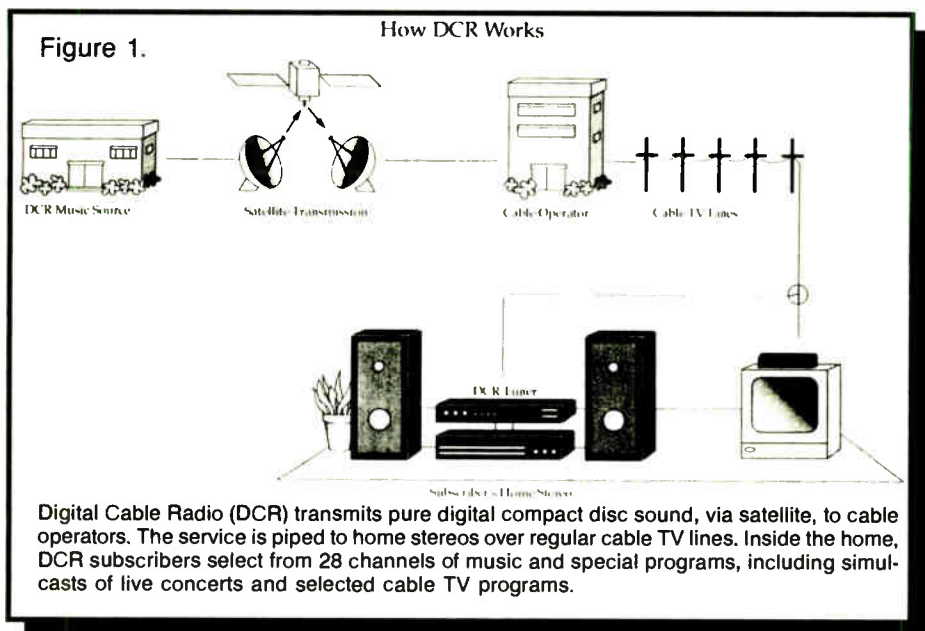 How DCR Works
Figure 1.
DCR Music Source
Satellite Transmission
Cable Operator
Cable TV Lines
DCR Tuner
Subscriber's Home Stereo
Digital Cable Radio (DCR) transmits pure digital compact disc sound, via satellite, to cable
operators. The service is piped to home stereos over regular cable TV lines. Inside the home,
DCR subscribers select from 28 channels of music and special programs, including simul-
casts of live concerts and selected cable TV programs.